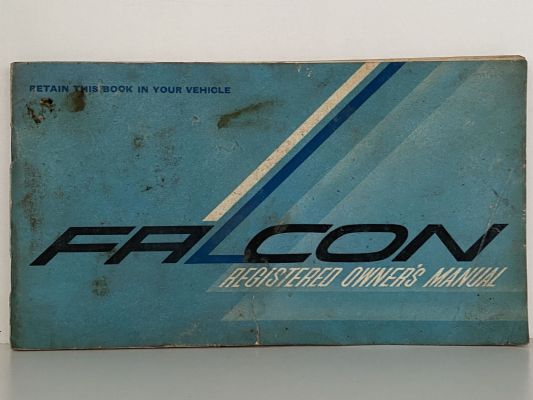 RETAIN THIS BOOK IN YOUR VEHICLE
FALCON
REGISTERED OWNER'S MANUAL